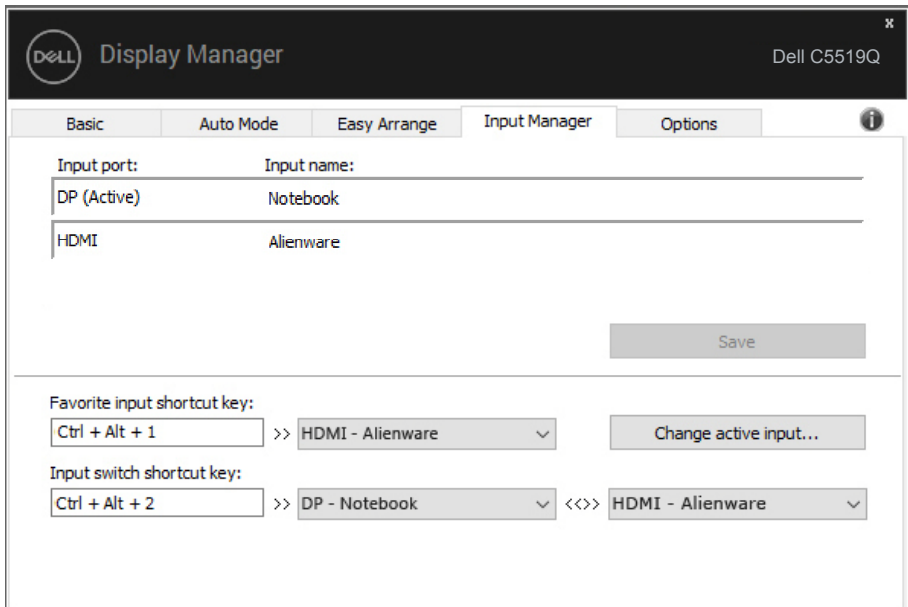 x
DELL Display Manager Dell C5519Q
Basic Auto Mode Easy Arrange Input Manager Options i
Input port: Input name:
DP (Active) Notebook
HDMI Alienware
Save
Favorite input shortcut key:
Ctrl + Alt + 1 >> HDMI - Alienware Change active input...
Input switch shortcut key:
Ctrl + Alt + 2 >> DP - Notebook <<>> HDMI - Alienware